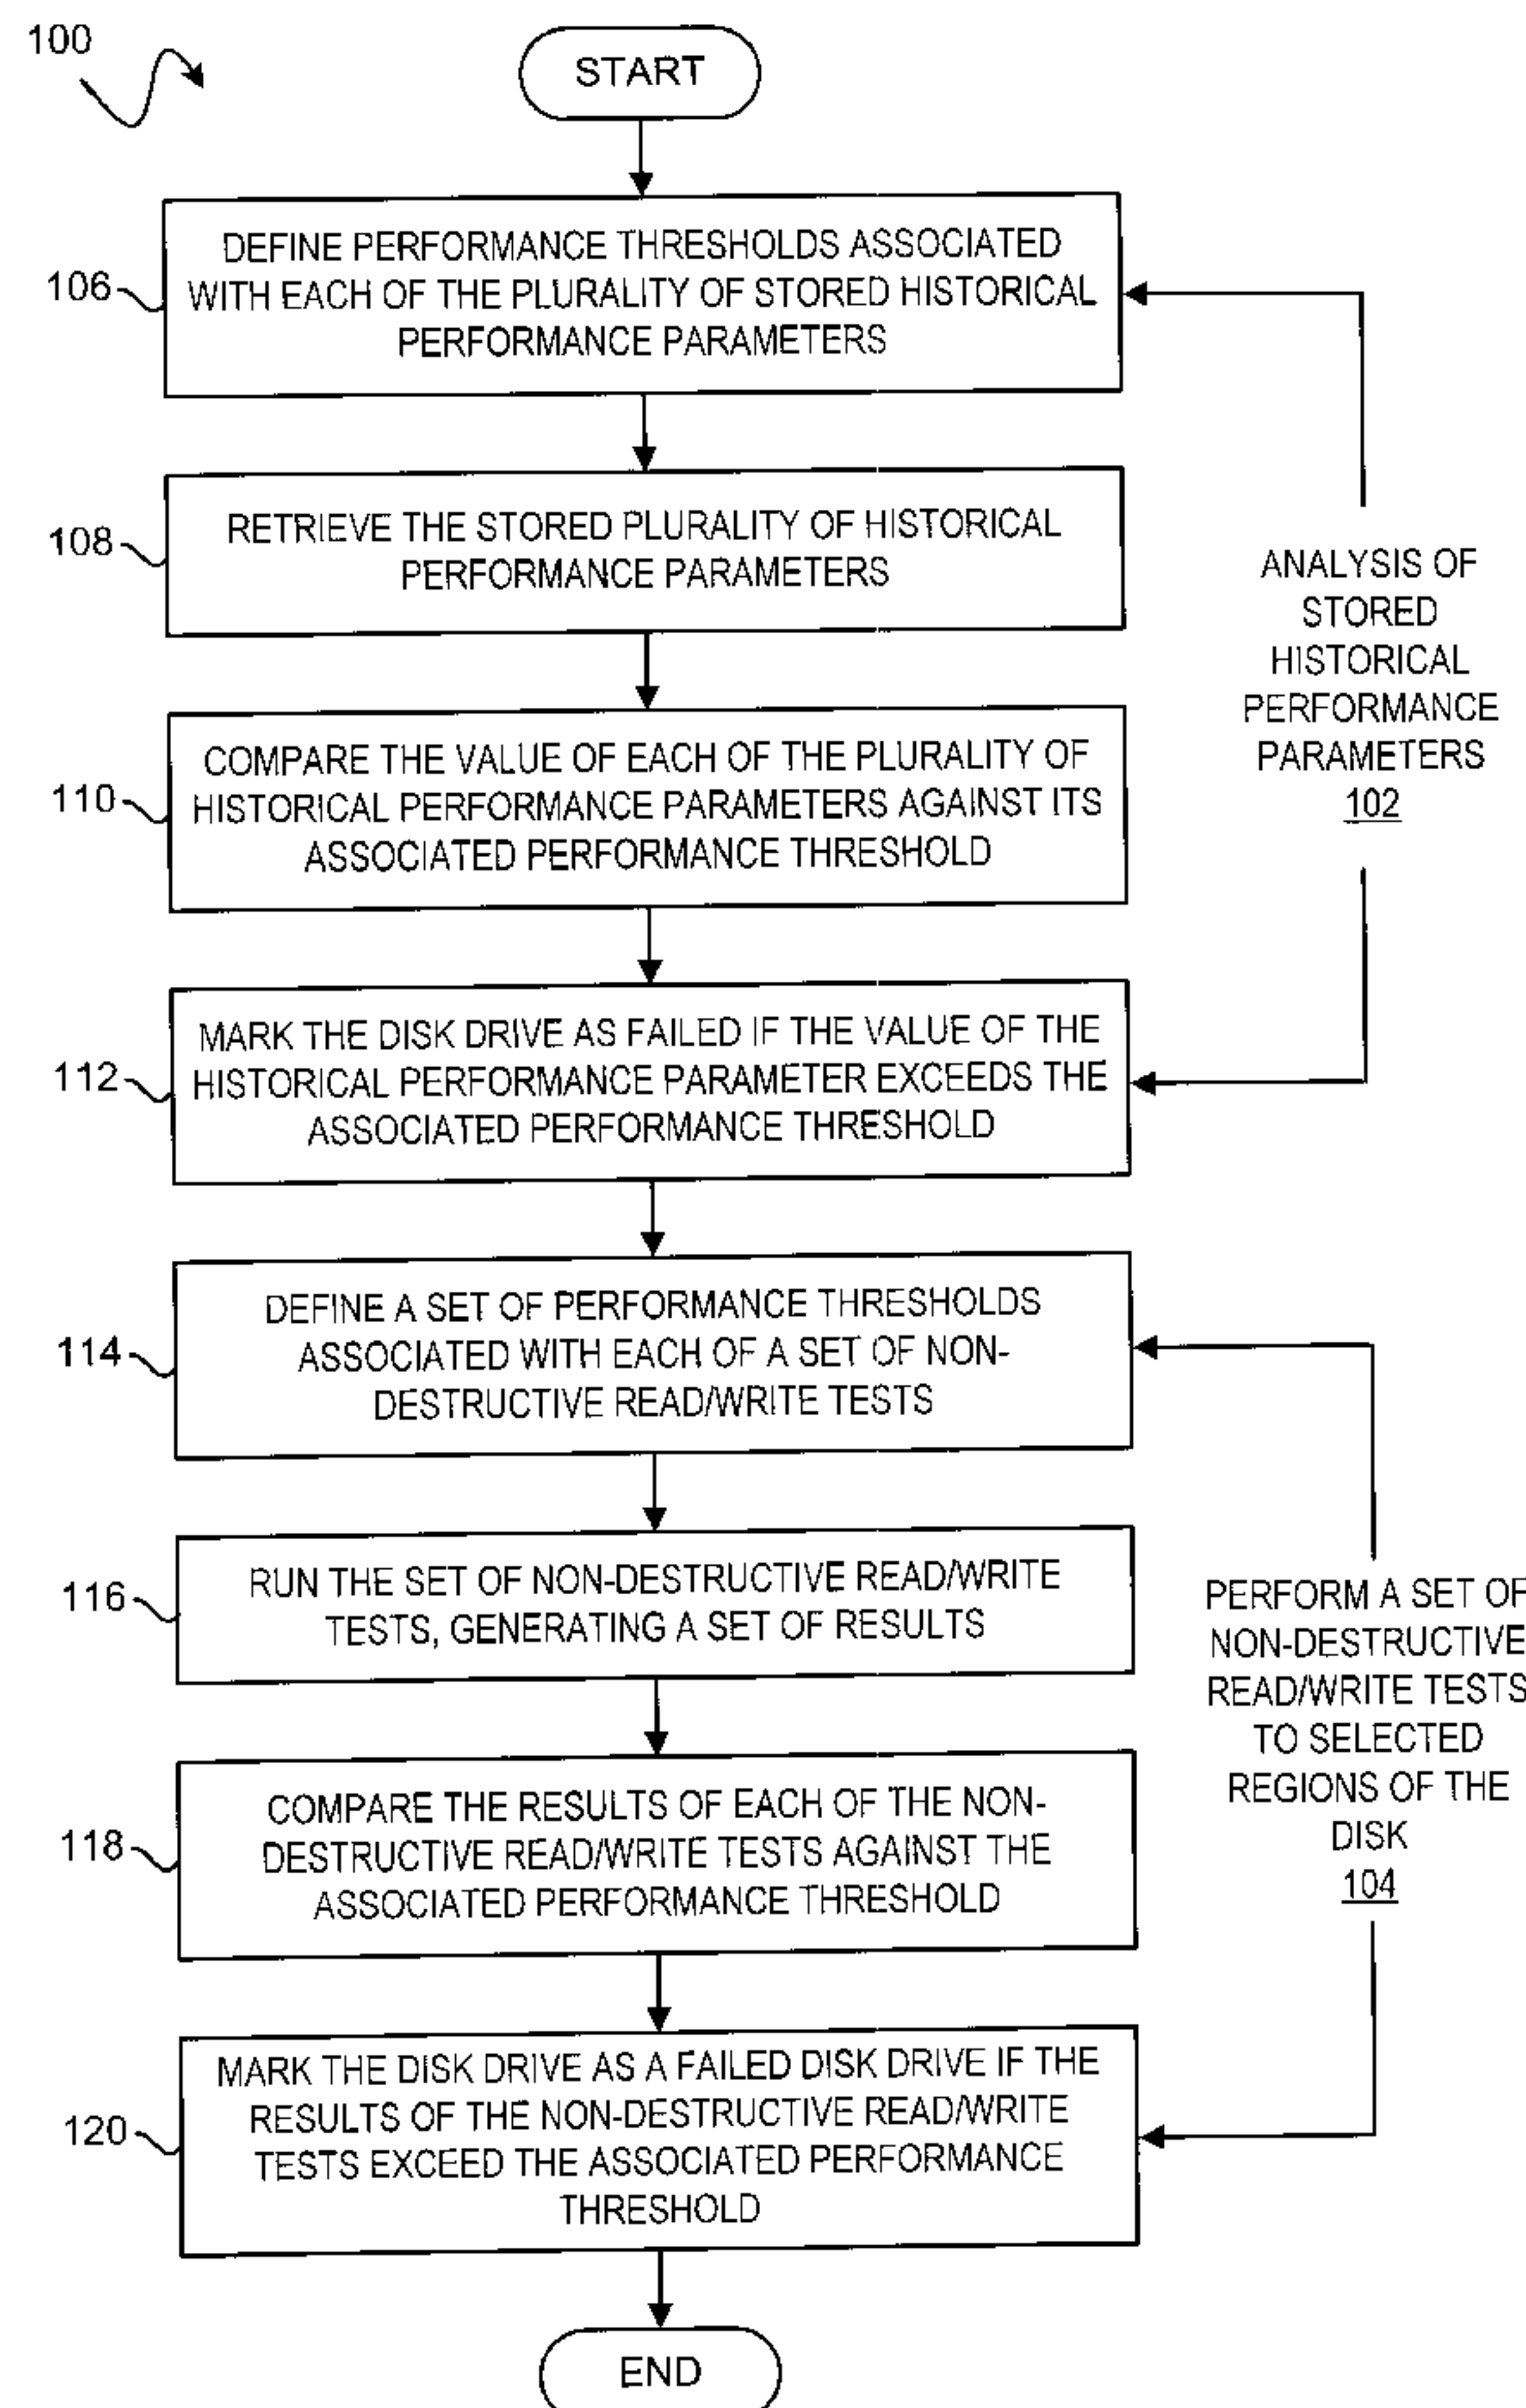 100
START
DEFINE PERFORMANCE THRESHOLDS ASSOCIATED
WITH EACH OF THE PLURALITY OF STORED HISTORICAL
PERFORMANCE PARAMETERS
106
RETRIEVE THE STORED PLURALITY OF HISTORICAL
PERFORMANCE PARAMETERS
108
ANALYSIS OF
STORED
HISTORICAL
PERFORMANCE
PARAMETERS
102
COMPARE THE VALUE OF EACH OF THE PLURALITY OF
HISTORICAL PERFORMANCE PARAMETERS AGAINST ITS
ASSOCIATED PERFORMANCE THRESHOLD
110
MARK THE DISK DRIVE AS FAILED IF THE VALUE OF THE
HISTORICAL PERFORMANCE PARAMETER EXCEEDS THE
ASSOCIATED PERFORMANCE THRESHOLD
112
DEFINE A SET OF PERFORMANCE THRESHOLDS
ASSOCIATED WITH EACH OF A SET OF NON-
DESTRUCTIVE READ/WRITE TESTS
114
RUN THE SET OF NON-DESTRUCTIVE READ/WRITE
TESTS, GENERATING A SET OF RESULTS
116
PERFORM A SET OF
NON-DESTRUCTIVE
READ/WRITE TESTS
TO SELECTED
REGIONS OF THE
DISK
104
COMPARE THE RESULTS OF EACH OF THE NON-
DESTRUCTIVE READ/WRITE TESTS AGAINST THE
ASSOCIATED PERFORMANCE THRESHOLD
118
MARK THE DISK DRIVE AS A FAILED DISK DRIVE IF THE
RESULTS OF THE NON-DESTRUCTIVE READ/WRITE
TESTS EXCEED THE ASSOCIATED PERFORMANCE
THRESHOLD
120
END